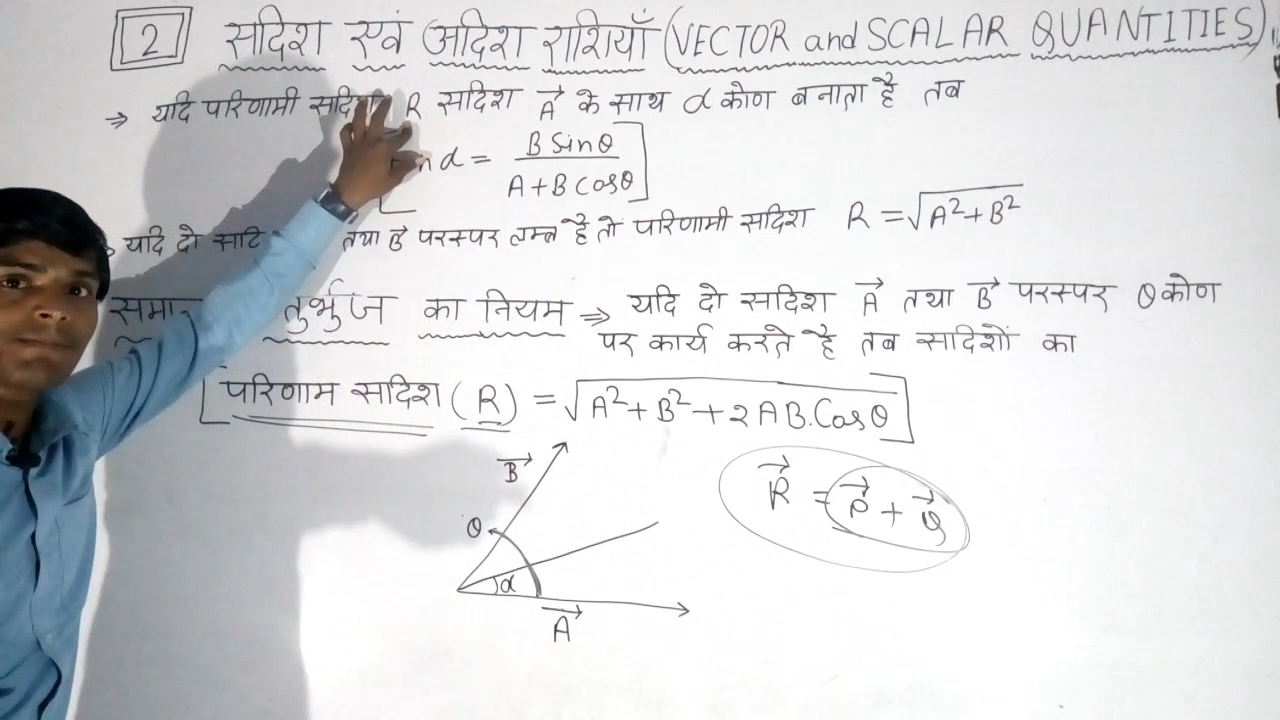 2 सदिश एवं अदिश राशियाँ (VECTOR and SCALAR QUANTITIES)
⇒ यदि परिणामी सदिश R सदिश A⃗ के साथ α कोण बनाता है तब
α = B Sinθ / A + B Cosθ
यदि दो तथा B⃗ परस्पर लम्ब है तो परिणामी सदिश R = √A²+B²
का नियम ⇒ यदि दो सदिश A⃗ तथा B⃗ परस्पर θ कोण
पर कार्य करते है तब सादिशों का
परिणाम सदिश (R) = √A²+B²+2AB.Cosθ
B⃗
R⃗ = P⃗ + Q⃗
θ
α
A⃗